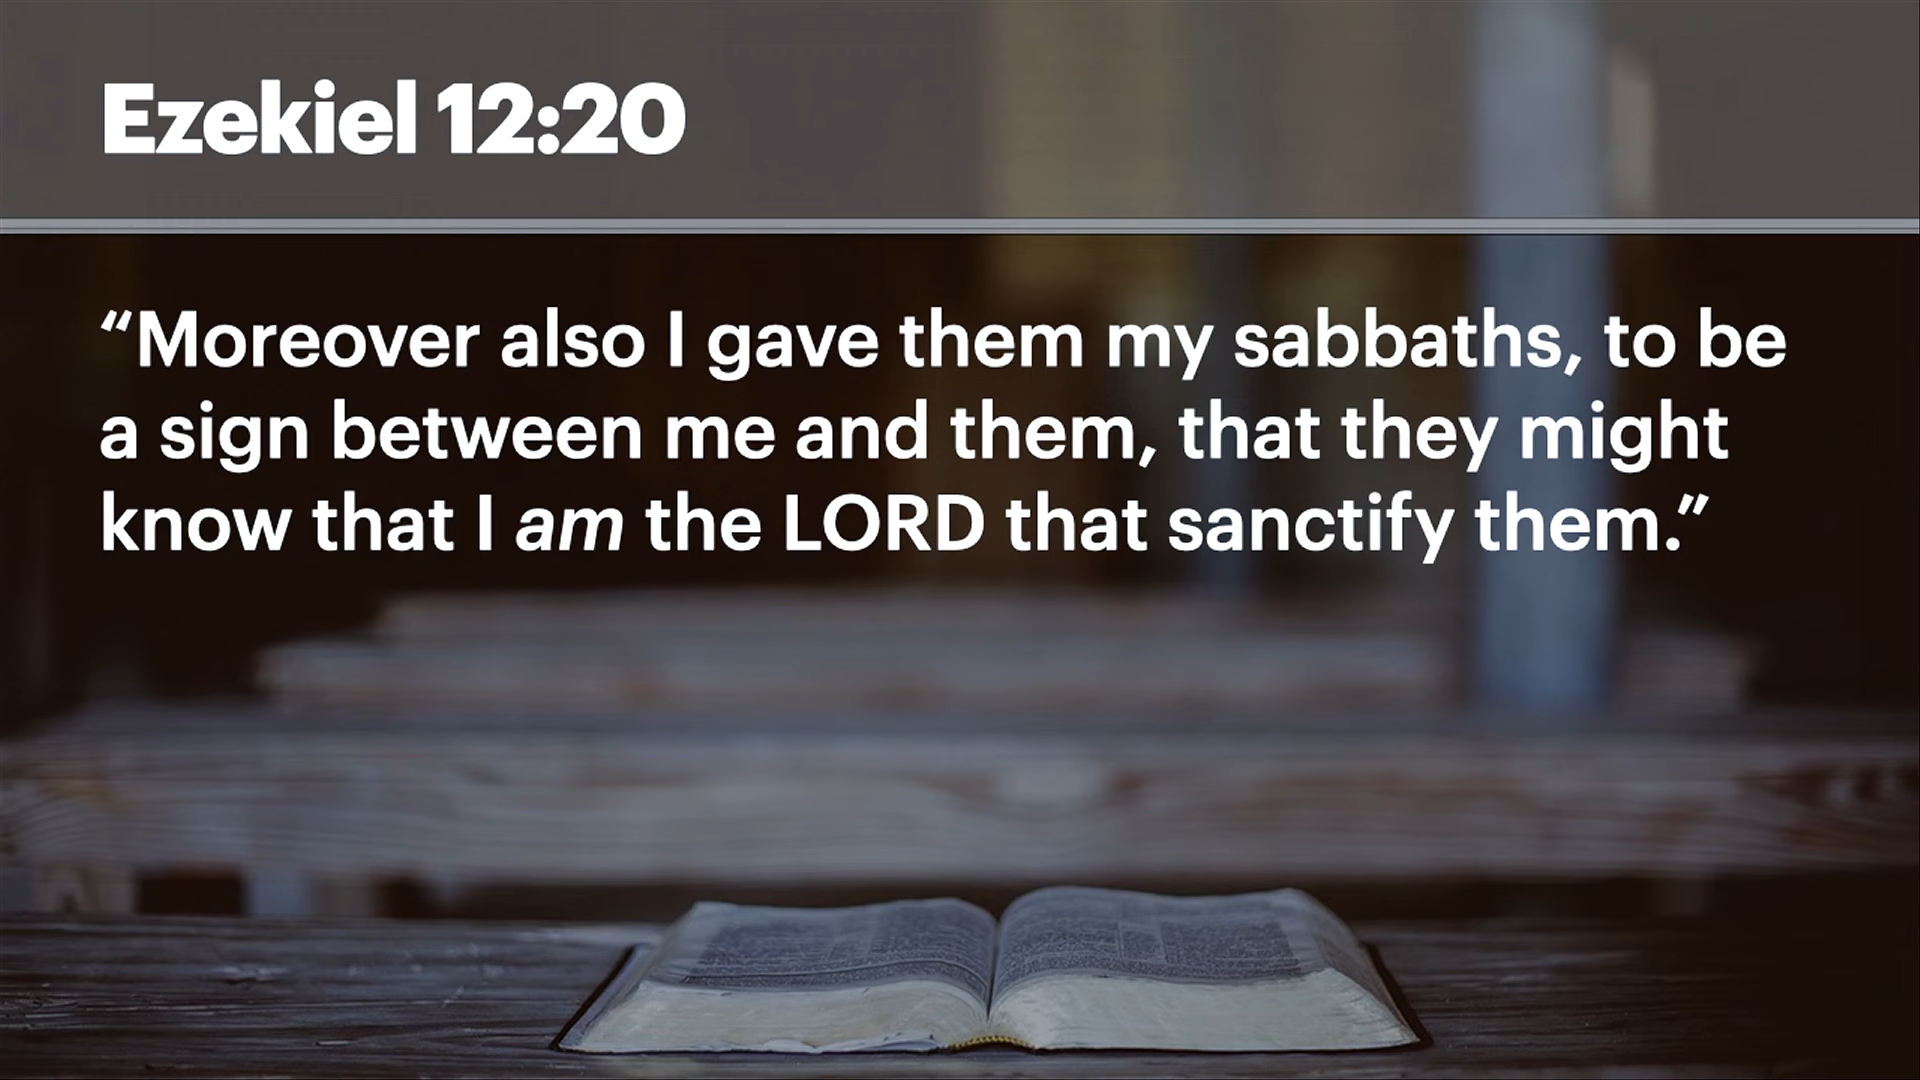 Ezekiel 12:20
“Moreover also I gave them my sabbaths, to be
a sign between me and them, that they might
know that I am the LORD that sanctify them.”